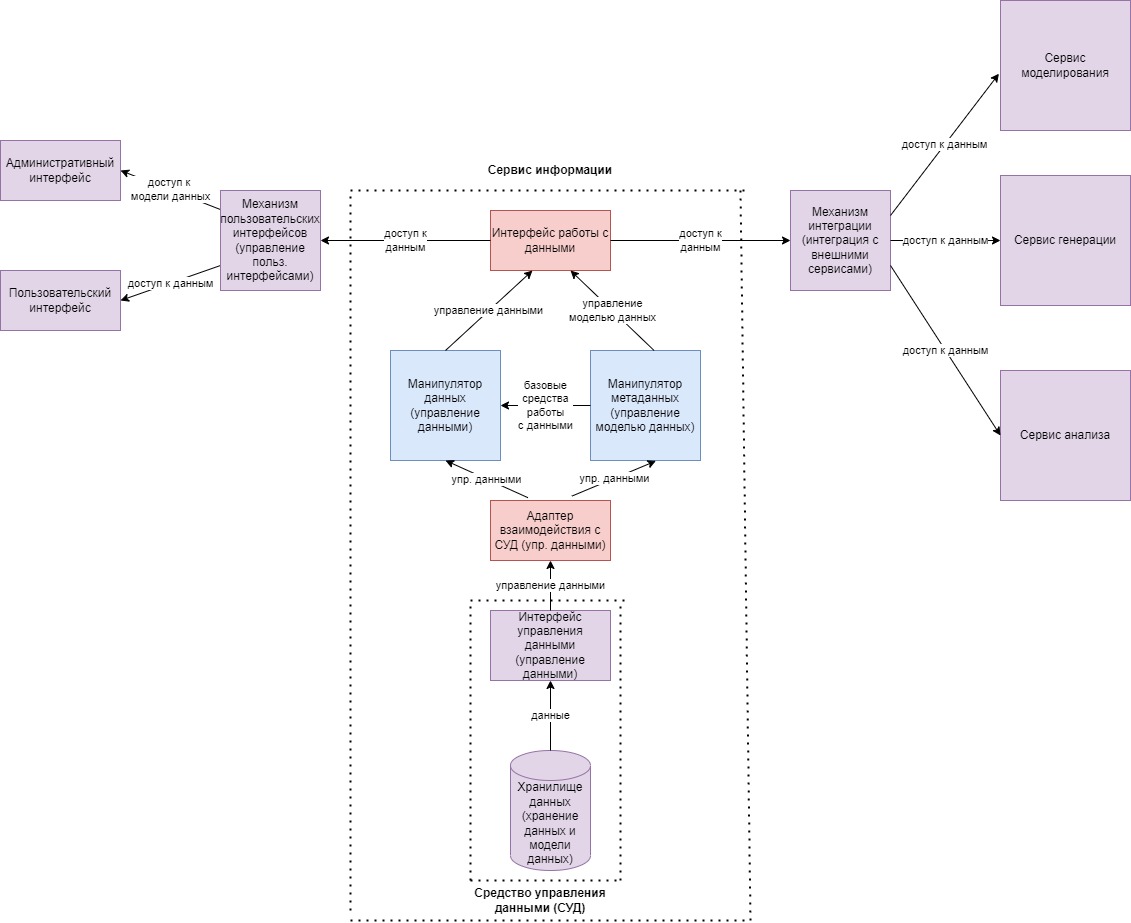 Сервис
моделирования
доступ к данным
Сервис информации
Административный
интерфейс
доступ к
модели данных
Механизм
пользовательских
интерфейсов
(управление
польз.
интерфейсами)
доступ к
данным
Интерфейс работы с
данными
доступ к
данным
Механизм
интеграции
(интеграция с
внешними
сервисами)
доступ к данным
Сервис генерации
Пользовательский
интерфейс
доступ к данным
управление данными
управление
моделью данных
доступ к данным
Манипулятор
данных
(управление
данными)
базовые
средства
работы
с данными
Манипулятор
метаданных
(управление
моделью данных)
Сервис анализа
упр. данными
упр. данными
Адаптер
взаимодействия с
СУД (упр. данными)
управление данными
Интерфейс
управления
данными
(управление
данными)
данные
Хранилище
данных
(хранение
данных и
модели
данных)
Средство управления
данными (СУД)